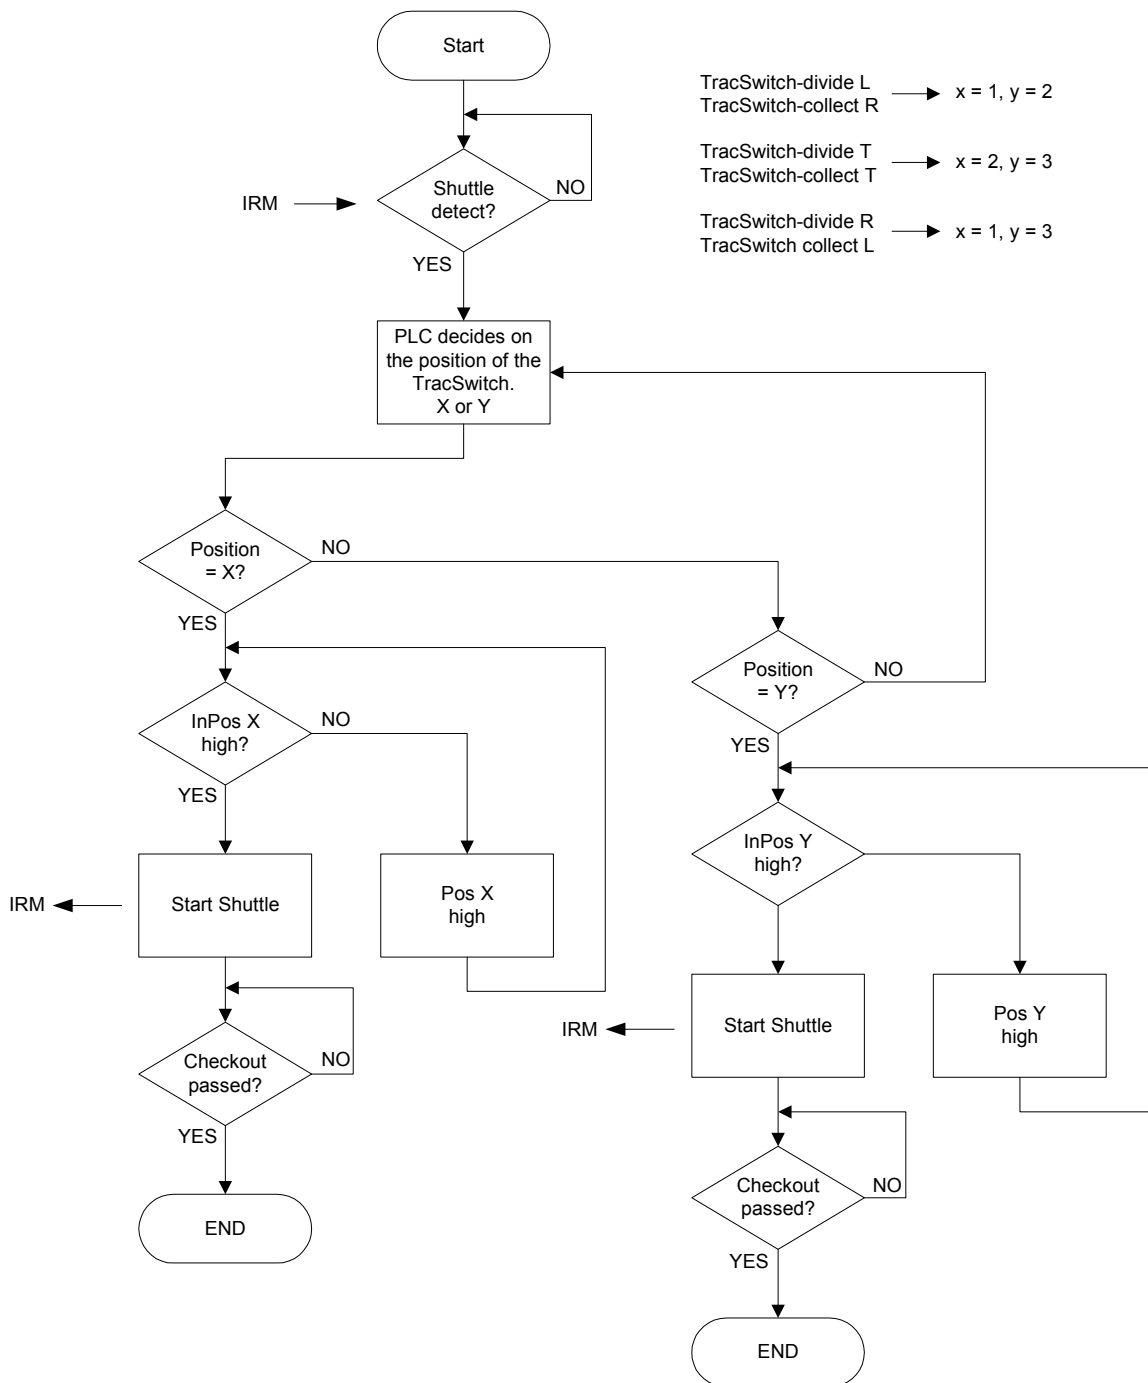 Start
TracSwitch-divide L
TracSwitch-collect R
x = 1, y = 2
TracSwitch-divide T
TracSwitch-collect T
x = 2, y = 3
TracSwitch-divide R
TracSwitch collect L
x = 1, y = 3
IRM
Shuttle
detect?
NO
YES
PLC decides on
the position of the
TracSwitch.
X or Y
Position
= X?
NO
YES
Position
= Y?
NO
YES
InPos X
high?
NO
YES
InPos Y
high?
IRM
Start Shuttle
Pos X
high
IRM
Start Shuttle
Pos Y
high
Checkout
passed?
NO
YES
Checkout
passed?
NO
YES
END
END